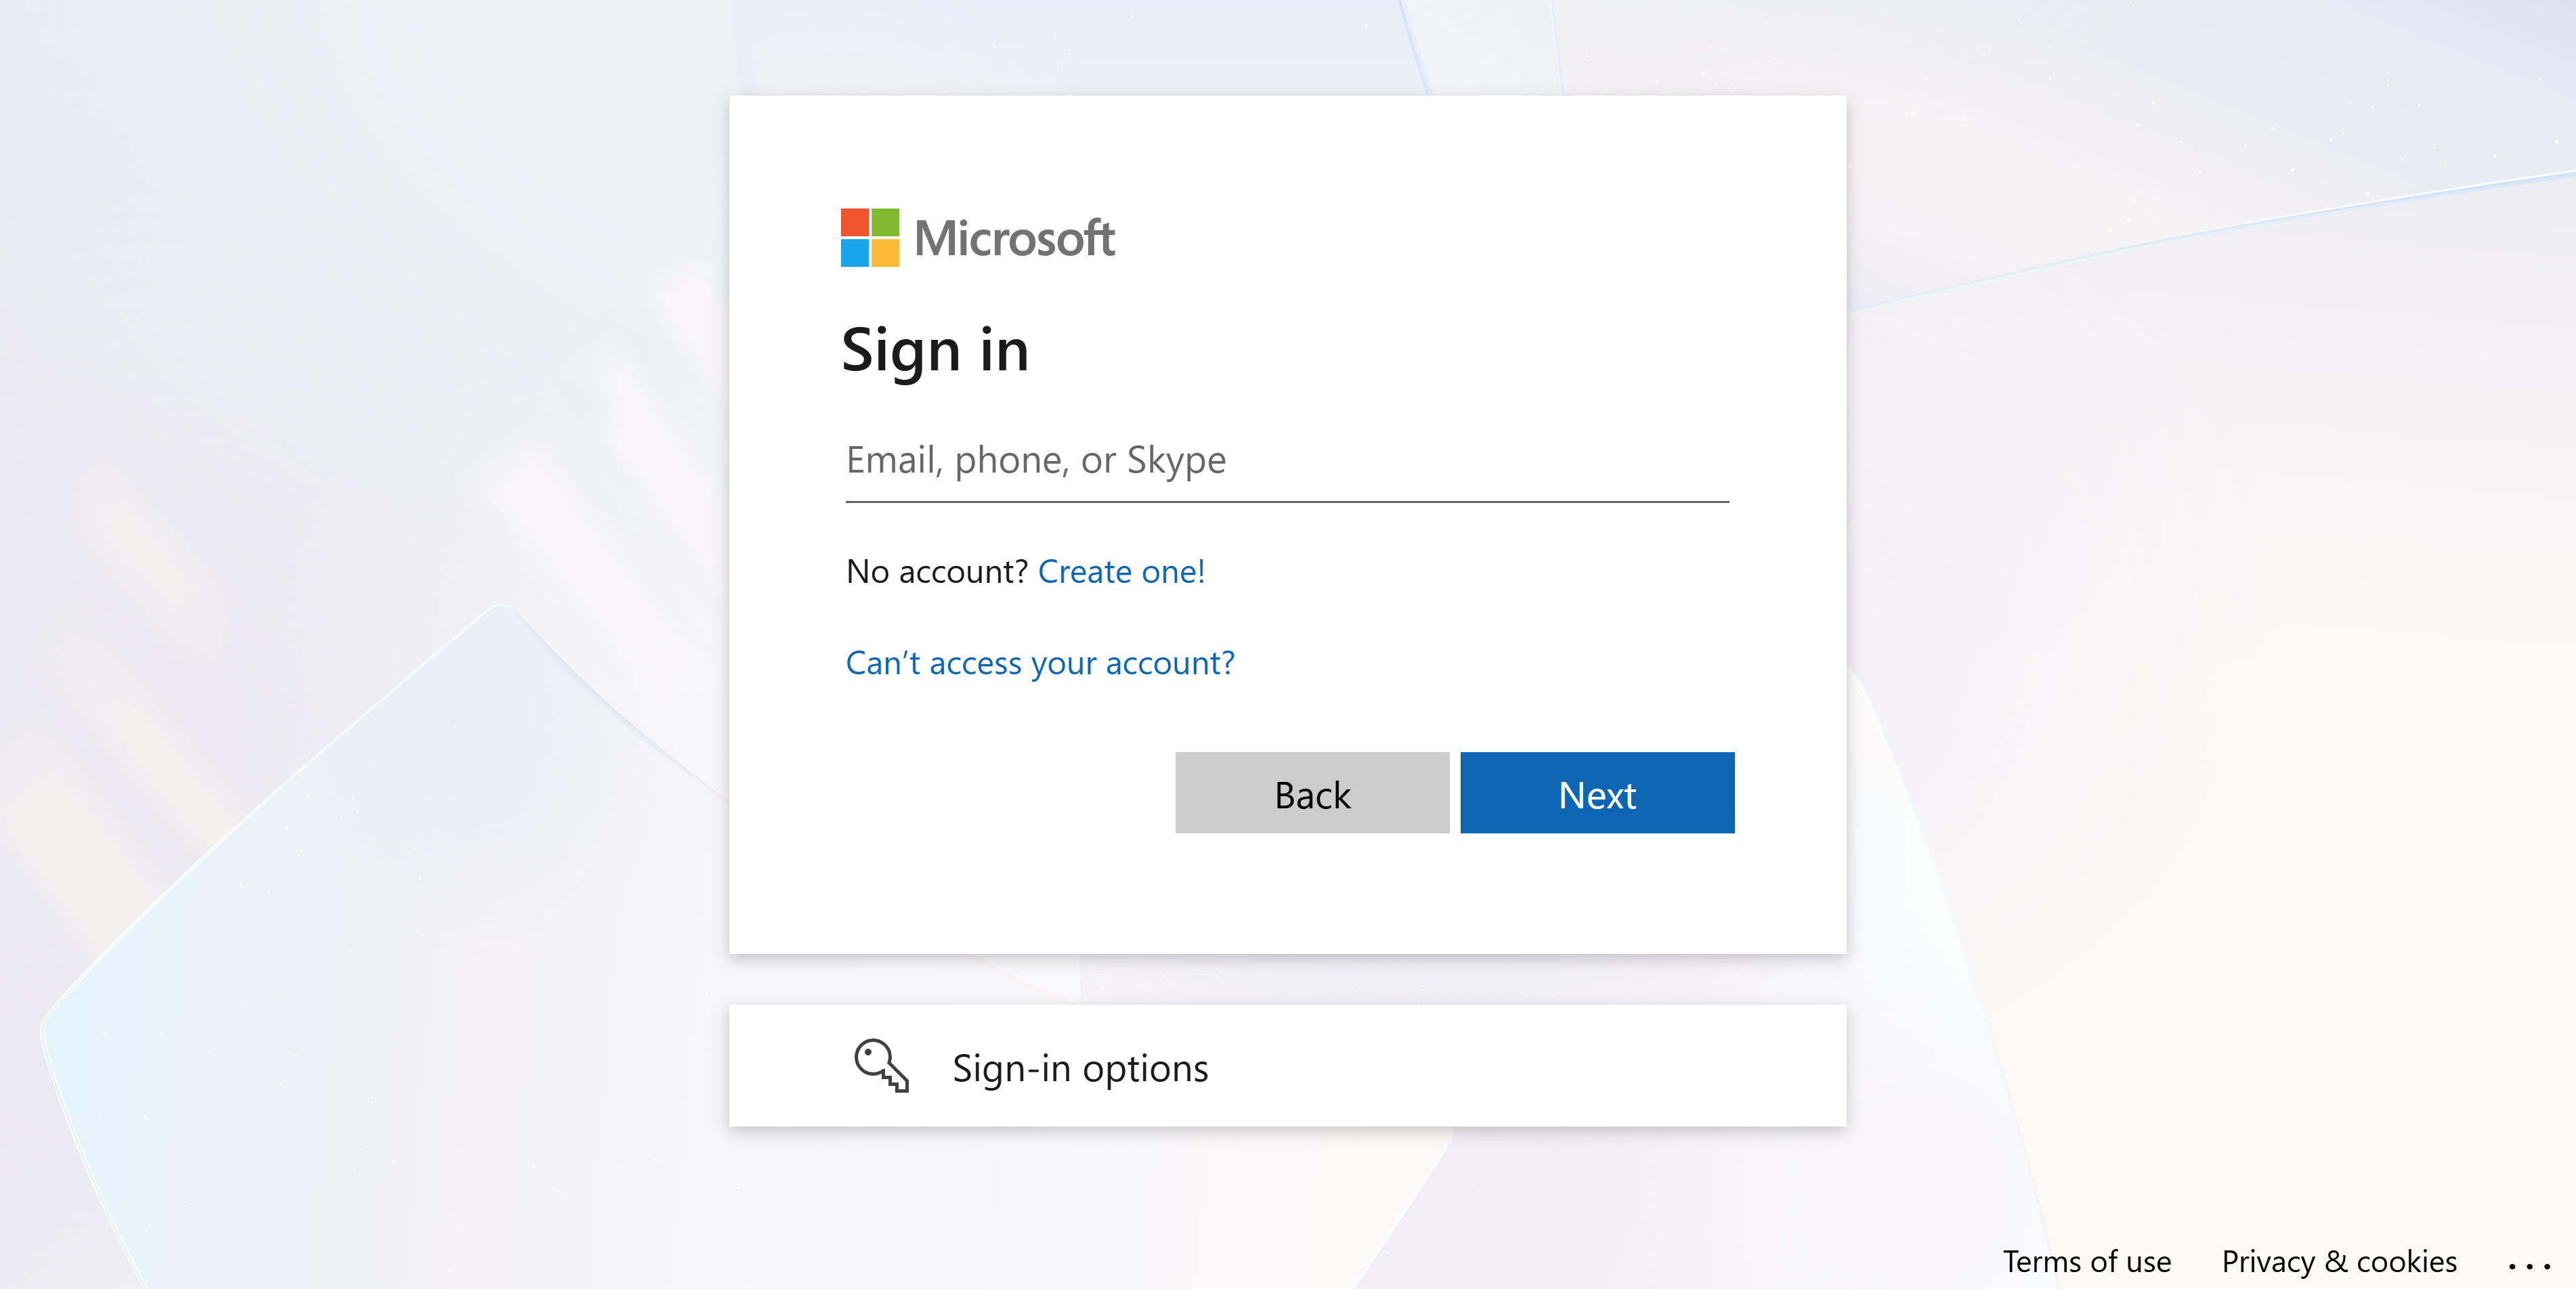 Microsoft
Sign in
Email, phone, or Skype
No account? Create one!
Can’t access your account?
Back
Next
Sign-in options
Terms of use
Privacy & cookies
...